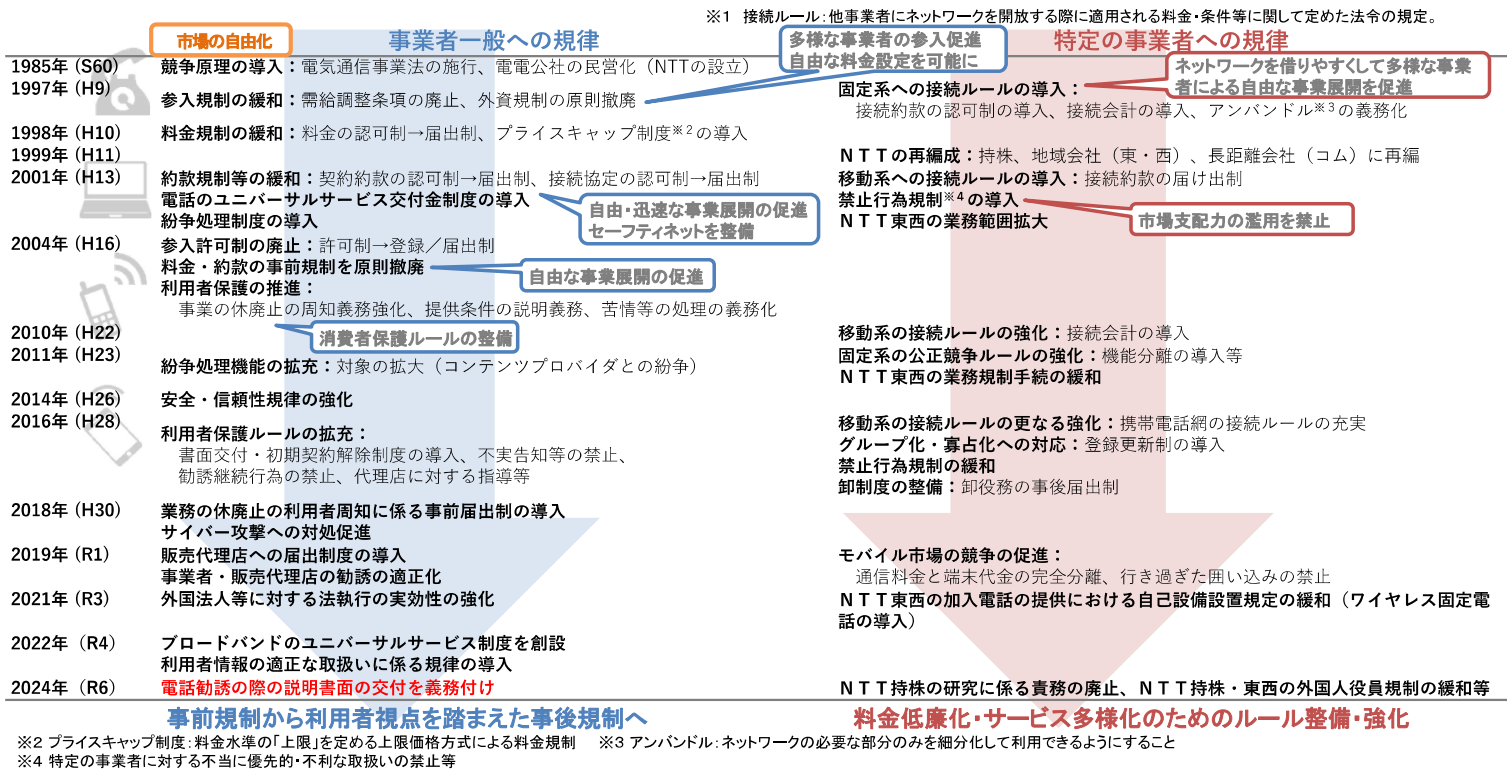 ※1 接続ルール：他事業者にネットワークを開放する際に適用される料金・条件等に関して定めた法令の規定。
市場の自由化
事業者一般への規律
多様な事業者の参入促進
自由な料金設定を可能に
特定の事業者への規律
ネットワークを借りやすくして多様な事業
者による自由な事業展開を促進
1985年 (S60) 競争原理の導入：電気通信事業法の施行、電電公社の民営化（NTTの設立）
1997年 (H9)
参入規制の緩和：需給調整条項の廃止、外資規制の原則撤廃
固定系への接続ルールの導入：
接続約款の認可制の導入、接続会計の導入、アンバンドル※3の義務化
1998年 (H10) 料金規制の緩和：料金の認可制→届出制、プライスキャップ制度※2の導入
1999年 (H11)
ＮＴＴの再編成：持株、地域会社（東・西）、長距離会社（コム）に再編
2001年 (H13) 約款規制等の緩和：契約約款の認可制→届出制、接続協定の認可制→届出制
電話のユニバーサルサービス交付金制度の導入
紛争処理制度の導入
自由・迅速な事業展開の促進
セーフティネットを整備
移動系への接続ルールの導入：接続約款の届け出制
禁止行為規制※4の導入
ＮＴＴ東西の業務範囲拡大
市場支配力の濫用を禁止
2004年 (H16) 参入許可制の廃止：許可制→登録／届出制
料金・約款の事前規制を原則撤廃
自由な事業展開の促進
利用者保護の推進：
事業の休廃止の周知義務強化、提供条件の説明義務、苦情等の処理の義務化
消費者保護ルールの整備
2010年 (H22)
移動系の接続ルールの強化：接続会計の導入
2011年 (H23)
紛争処理機能の拡充：対象の拡大（コンテンツプロバイダとの紛争）
固定系の公正競争ルールの強化：機能分離の導入等
ＮＴＴ東西の業務規制手続の緩和
2014年 (H26) 安全・信頼性規律の強化
2016年 (H28)
利用者保護ルールの拡充：
書面交付・初期契約解除制度の導入、不実告知等の禁止、
勧誘継続行為の禁止、代理店に対する指導等
移動系の接続ルールの更なる強化：携帯電話網の接続ルールの充実
グループ化・寡占化への対応：登録更新制の導入
禁止行為規制の緩和
卸制度の整備：卸役務の事後届出制
2018年 (H30) 業務の休廃止の利用者周知に係る事前届出制の導入
サイバー攻撃への対処促進
2019年 (R1) 販売代理店への届出制度の導入
事業者・販売代理店の勧誘の適正化
モバイル市場の競争の促進：
通信料金と端末代金の完全分離、行き過ぎた囲い込みの禁止
2021年 (R3) 外国法人等に対する法執行の実効性の強化
ＮＴＴ東西の加入電話の提供における自己設備設置規定の緩和（ワイヤレス固定電
話の導入）
2022年 (R4) ブロードバンドのユニバーサルサービス制度を創設
利用者情報の適正な取扱いに係る規律の導入
2024年 (R6) 電話勧誘の際の説明書面の交付を義務付け
ＮＴＴ持株の研究に係る責務の廃止、ＮＴＴ持株・東西の外国人役員規制の緩和等
事前規制から利用者視点を踏まえた事後規制へ
料金低廉化・サービス多様化のためのルール整備・強化
※2 プライスキャップ制度：料金水準の「上限」を定める上限価格方式による料金規制 ※3 アンバンドル：ネットワークの必要な部分のみを細分化して利用できるようにすること
※4 特定の事業者に対する不当に優先的・不利な取扱いの禁止等